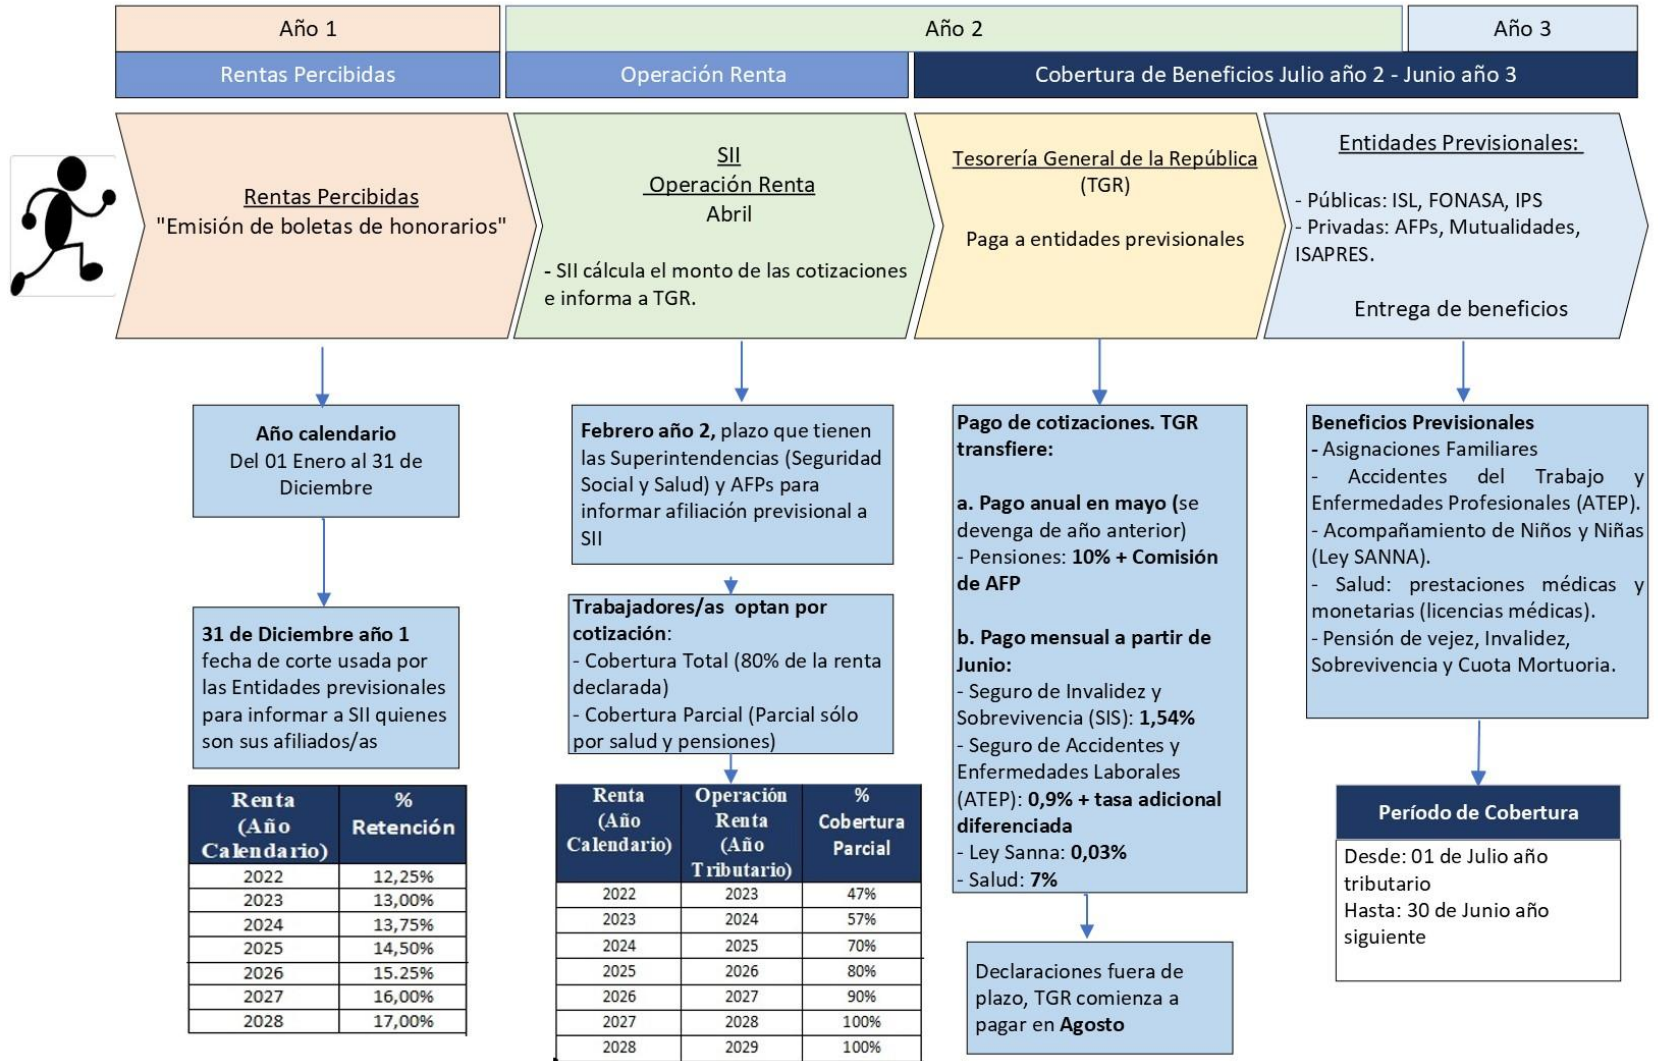 Año 1
Año 2
Año 3
Rentas Percibidas
Operación Renta
Cobertura de Beneficios Julio año 2 - Junio año 3
Rentas Percibidas
"Emisión de boletas de honorarios"
SII
Operación Renta
Abril
- SII cálcula el monto de las cotizaciones
e informa a TGR.
Tesorería General de la República
(TGR)
Paga a entidades previsionales
Entidades Previsionales:
- Públicas: ISL, FONASA, IPS
- Privadas: AFPs, Mutualidades,
ISAPRES.
Entrega de beneficios
Año calendario
Del 01 Enero al 31 de
Diciembre
31 de Diciembre año 1
fecha de corte usada por
las Entidades previsionales
para informar a SII quienes
son sus afiliados/as
Renta (Año Calendario) % Retención
2022 12,25%
2023 13,00%
2024 13,75%
2025 14,50%
2026 15.25%
2027 16,00%
2028 17,00%
Febrero año 2, plazo que tienen
las Superintendencias (Seguridad
Social y Salud) y AFPs para
informar afiliación previsional a
SII
Trabajadores/as optan por
cotización:
- Cobertura Total (80% de la renta
declarada)
- Cobertura Parcial (Parcial sólo
por salud y pensiones)
Renta (Año Calendario) Operación Renta (Año Tributario) % Cobertura Parcial
2022 2023 47%
2023 2024 57%
2024 2025 70%
2025 2026 80%
2026 2027 90%
2027 2028 100%
2028 2029 100%
Pago de cotizaciones. TGR
transfiere:
a. Pago anual en mayo (se
devenga de año anterior)
- Pensiones: 10% + Comisión
de AFP
b. Pago mensual a partir de
Junio:
- Seguro de Invalidez y
Sobrevivencia (SIS): 1,54%
- Seguro de Accidentes y
Enfermedades Laborales
(ATEP): 0,9% + tasa adicional
diferenciada
- Ley Sanna: 0,03%
- Salud: 7%
Declaraciones fuera de
plazo, TGR comienza a
pagar en Agosto
Beneficios Previsionales
- Asignaciones Familiares
- Accidentes del Trabajo y
Enfermedades Profesionales (ATEP).
- Acompañamiento de Niños y Niñas
(Ley SANNA).
- Salud: prestaciones médicas y
monetarias (licencias médicas).
- Pensión de vejez, Invalidez,
Sobrevivencia y Cuota Mortuoria.
Período de Cobertura
Desde: 01 de Julio año
tributario
Hasta: 30 de Junio año
siguiente